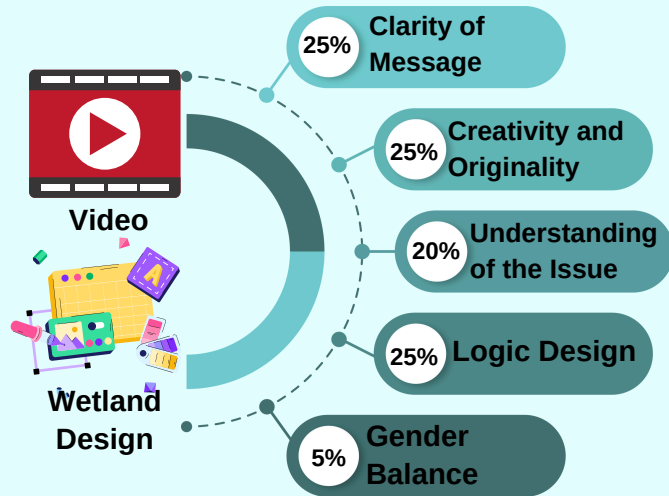 Video
Wetland
Design
25%
Clarity of
Message
25%
Creativity and
Originality
20%
Understanding
of the Issue
25%
Logic Design
5%
Gender
Balance
A